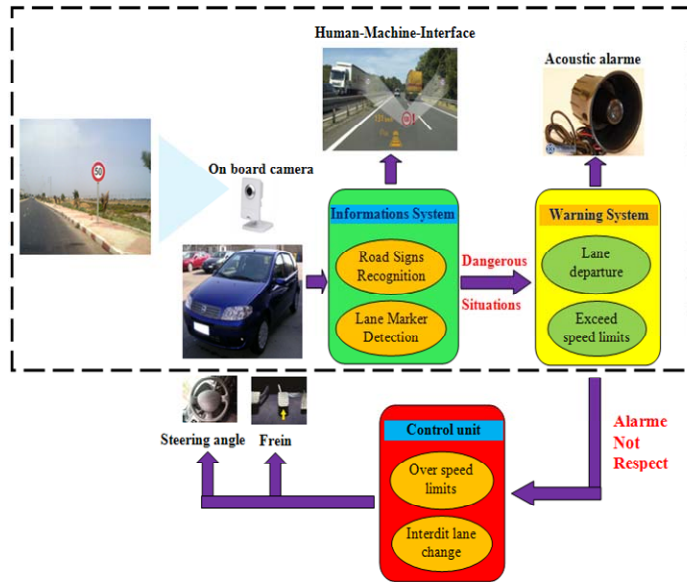 Human-Machine-Interface
Acoustic alarme
50
On board camera
Informations System
Road Signs
Recognition
Lane Marker
Detection
Dangerous
Situations
Warning System
Lane
departure
Exceed
speed limits
Steering angle
Frein
Control unit
Over speed
limits
Interdit lane
change
Alarme
Not
Respect